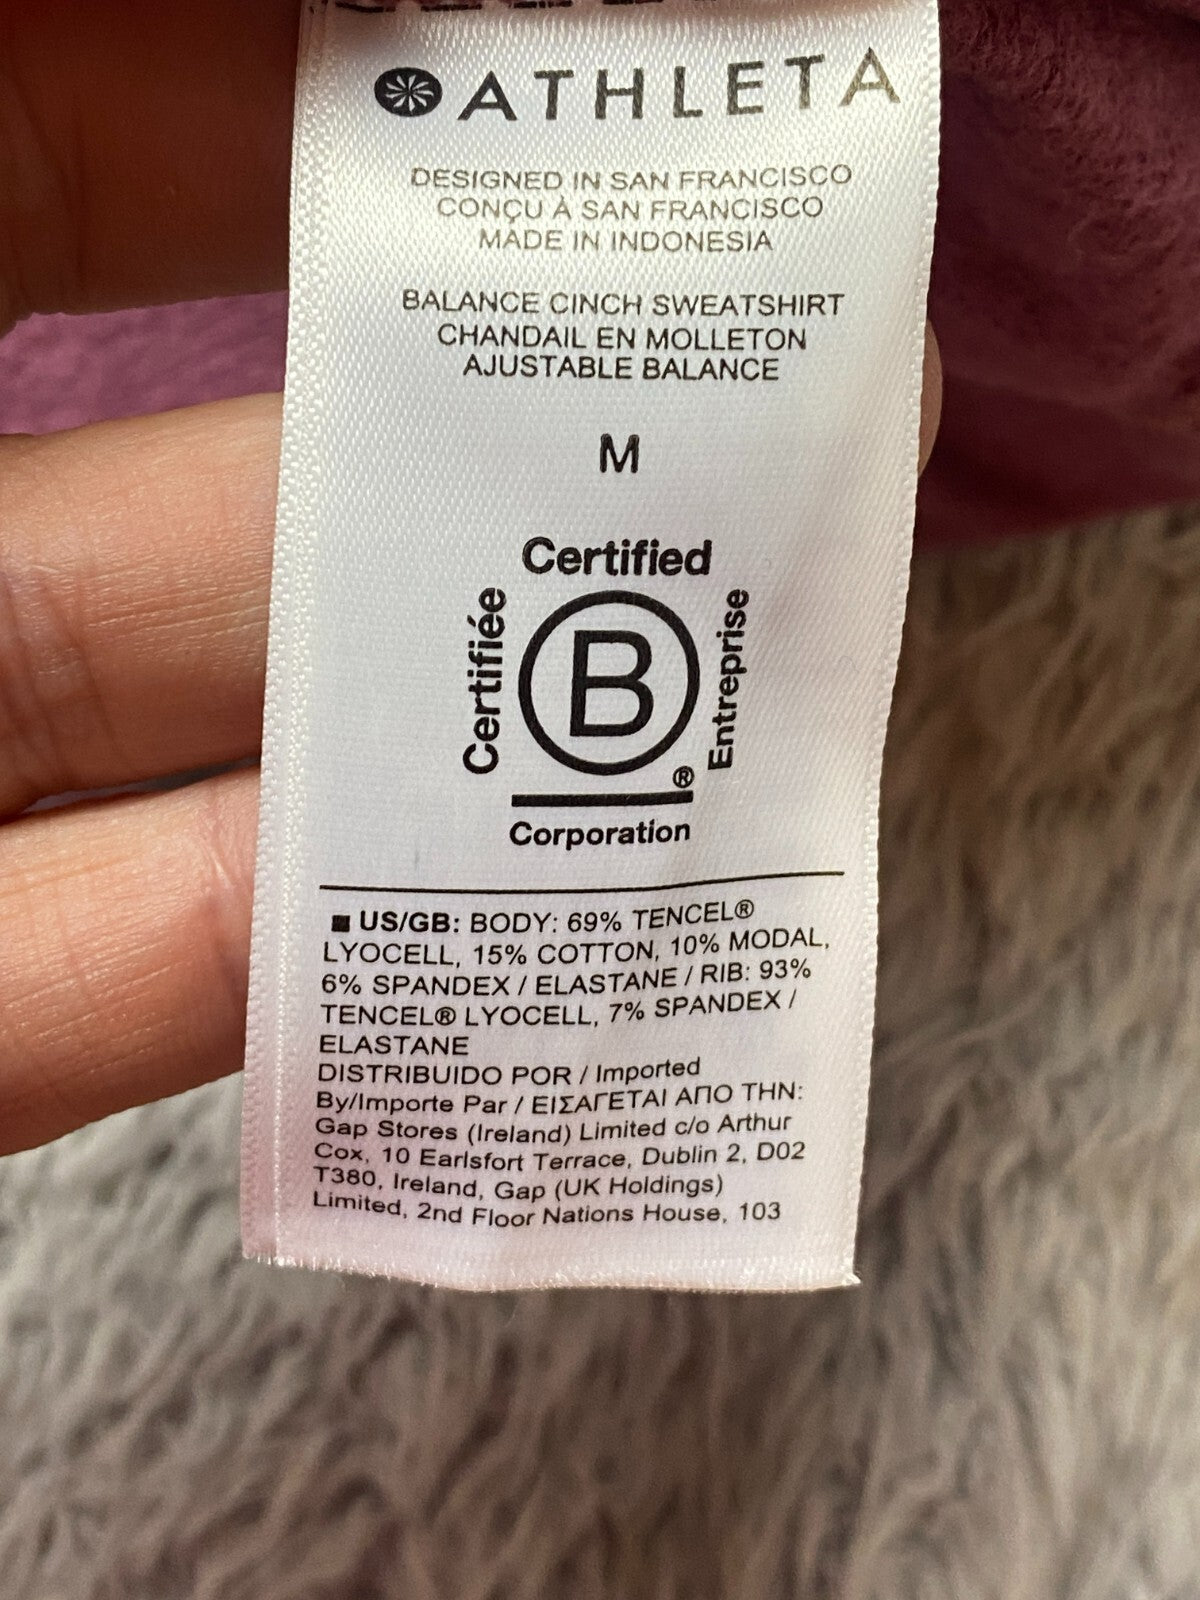 ATHLETA
DESIGNED IN SAN FRANCISCO
CONÇU À SAN FRANCISCO
MADE IN INDONESIA
BALANCE CINCH SWEATSHIRT
CHANDAIL EN MOLLETON
AJUSTABLE BALANCE
M
Certified
Certifiée
B
®
Entreprise
Corporation
US/GB: BODY: 69% TENCEL®
LYOCELL, 15% COTTON, 10% MODAL,
6% SPANDEX / ELASTANE / RIB: 93%
TENCEL® LYOCELL, 7% SPANDEX /
ELASTANE
DISTRIBUIDO POR / Imported
By/Importe Par / ΕΙΣΑΓΕΤΑΙ ΑΠΟ ΤΗΝ:
Gap Stores (Ireland) Limited c/o Arthur
Cox, 10 Earlsfort Terrace, Dublin 2, D02
T380, Ireland, Gap (UK Holdings)
Limited, 2nd Floor Nations House, 103